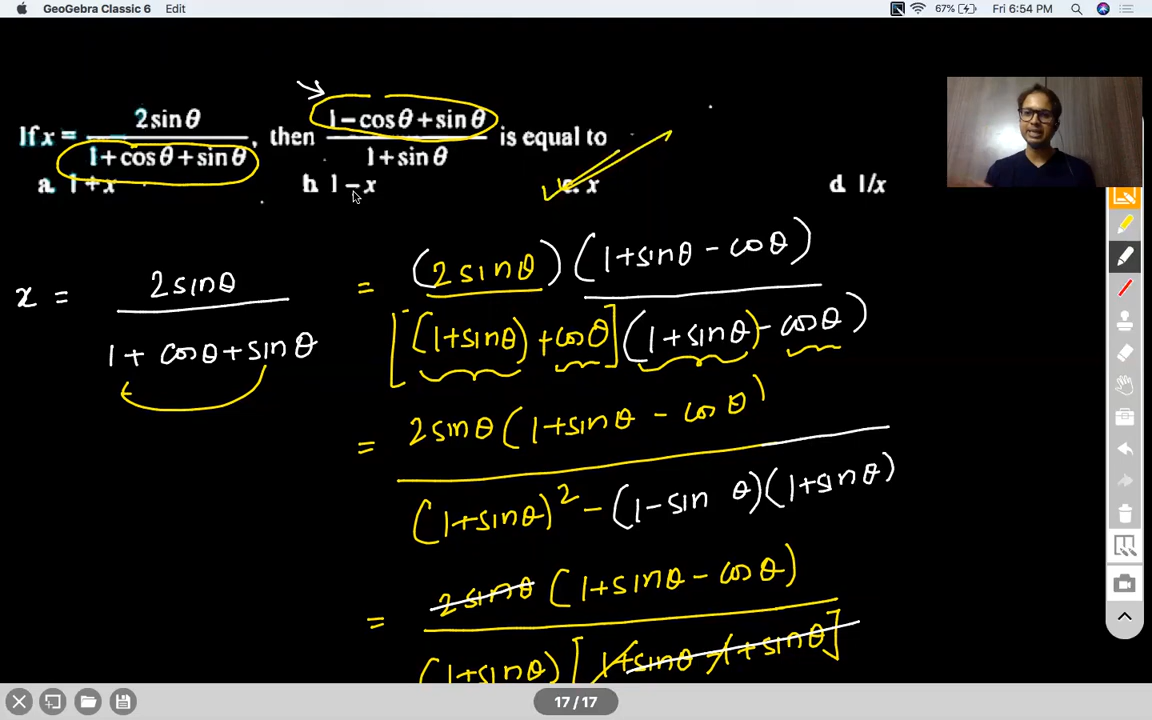 GeoGebra Classic 6 Edit 67% Fri 6:54 PM
If x = 2sinθ / 1+cosθ+sinθ, then 1−cosθ+sinθ / 1+sinθ is equal to
a. 1+x b. 1−x c. x d. 1/x
x = 2sinθ / 1+ cosθ+sinθ
= (2sinθ)(1+sinθ − cosθ) / [(1+sinθ)+cosθ](1+sinθ)−cosθ)
= 2sinθ(1+sinθ − cosθ) / (1+sinθ)² − (1−sin θ)(1+sinθ)
= 2sinθ (1+sinθ − cosθ) / (1+sinθ)[1+sinθ −1+sinθ]
17/17